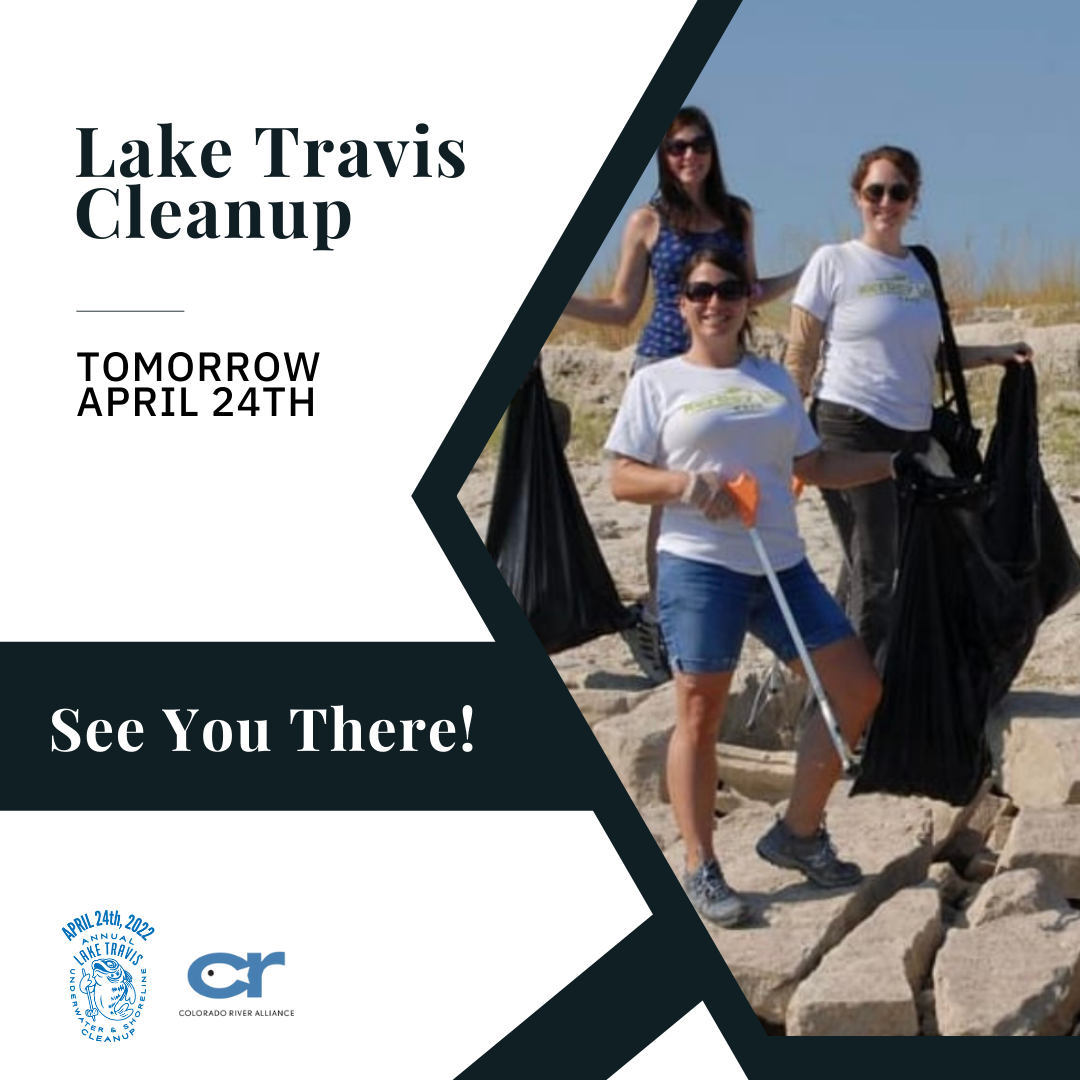 Lake Travis
Cleanup
TOMORROW
APRIL 24TH
See You There!
APRIL 24th, 2022
ANNUAL
LAKE TRAVIS
UNDERWATER & SHORELINE
CLEANUP
cr
COLORADO RIVER ALLIANCE